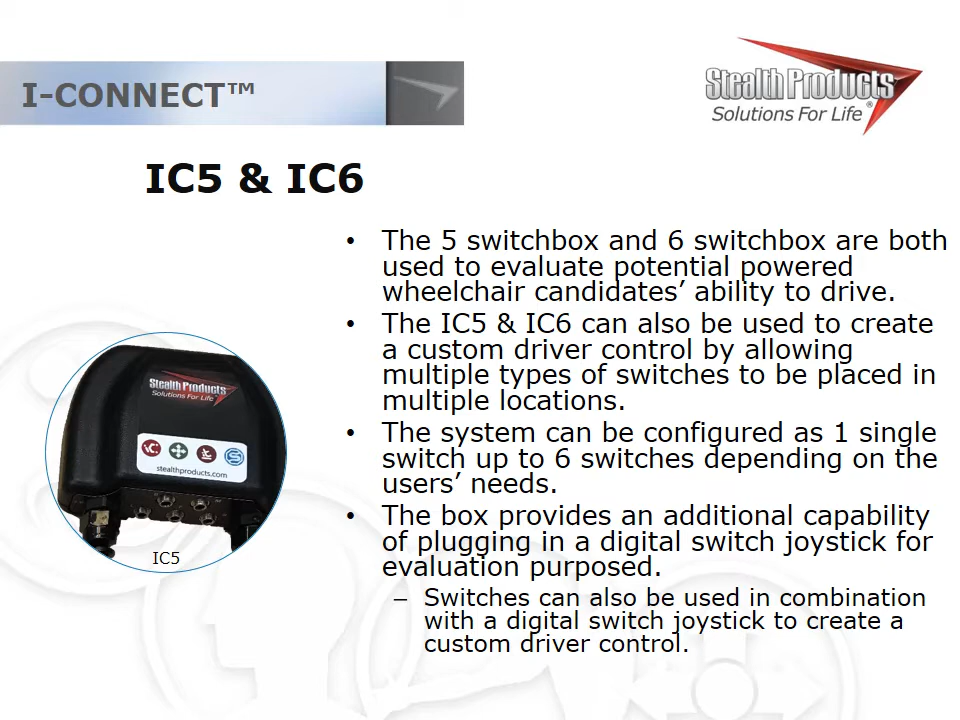 I-CONNECT™
Stealth Products®
Solutions For Life
IC5 & IC6
• The 5 switchbox and 6 switchbox are both
used to evaluate potential powered
wheelchair candidates’ ability to drive.
• The IC5 & IC6 can also be used to create
a custom driver control by allowing
multiple types of switches to be placed in
multiple locations.
• The system can be configured as 1 single
switch up to 6 switches depending on the
users’ needs.
• The box provides an additional capability
of plugging in a digital switch joystick for
evaluation purposed.
– Switches can also be used in combination
with a digital switch joystick to create a
custom driver control.
Stealth Products
Solutions For Life
stealthproducts.com
IC5